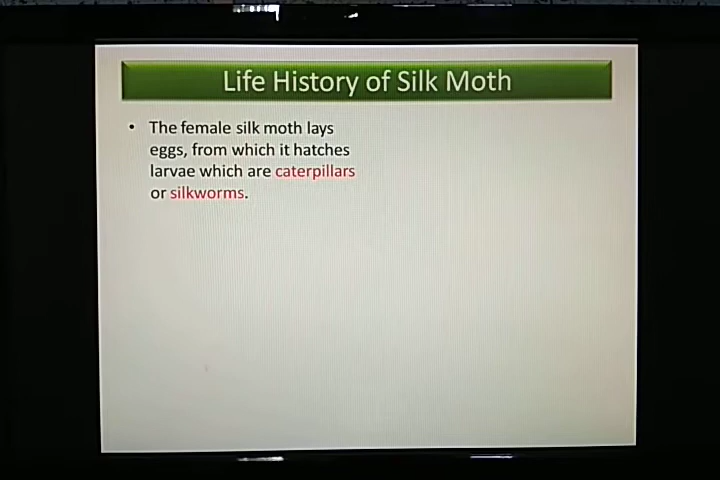 Life History of Silk Moth
• The female silk moth lays
eggs, from which it hatches
larvae which are caterpillars
or silkworms.